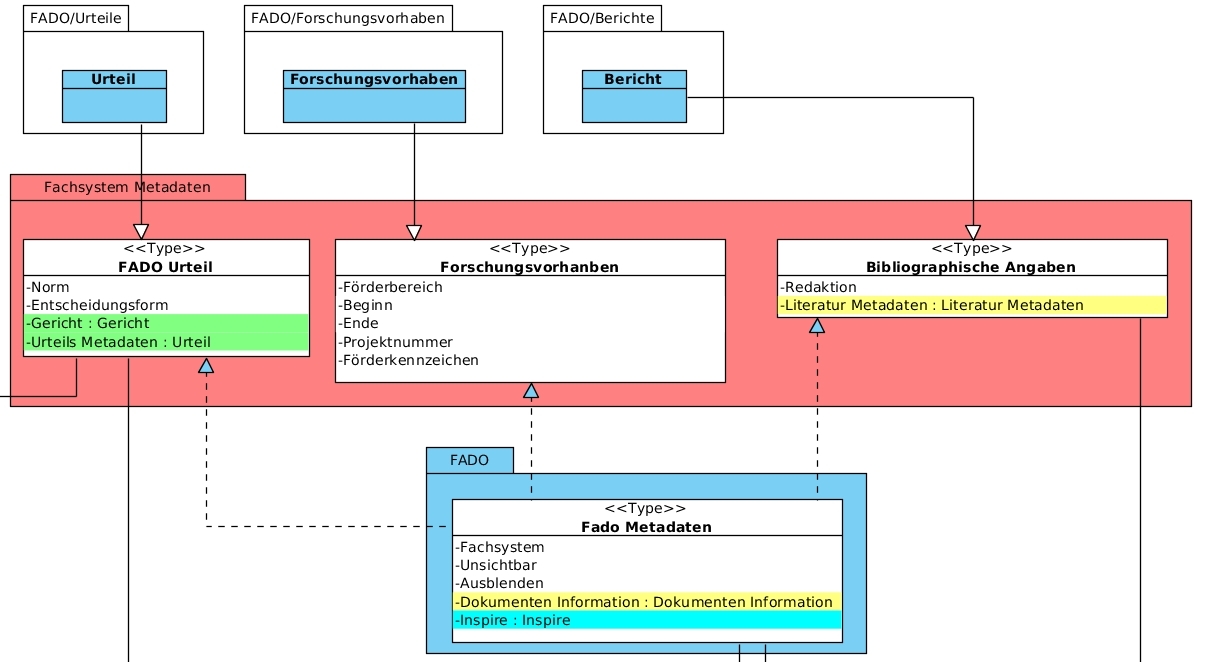 FADO/Urteile
FADO/Forschungsvorhaben
FADO/Berichte
Urteil
Forschungsvorhaben
Bericht
Fachsystem Metadaten
<<Type>>
FADO Urteil
-Norm
-Entscheidungsform
-Gericht : Gericht
-Urteils Metadaten : Urteil
<<Type>>
Forschungsvorhanben
-Förderbereich
-Beginn
-Ende
-Projektnummer
-Förderkennzeichen
<<Type>>
Bibliographische Angaben
-Redaktion
-Literatur Metadaten : Literatur Metadaten
FADO
<<Type>>
Fado Metadaten
-Fachsystem
-Unsichtbar
-Ausblenden
-Dokumenten Information : Dokumenten Information
-Inspire : Inspire